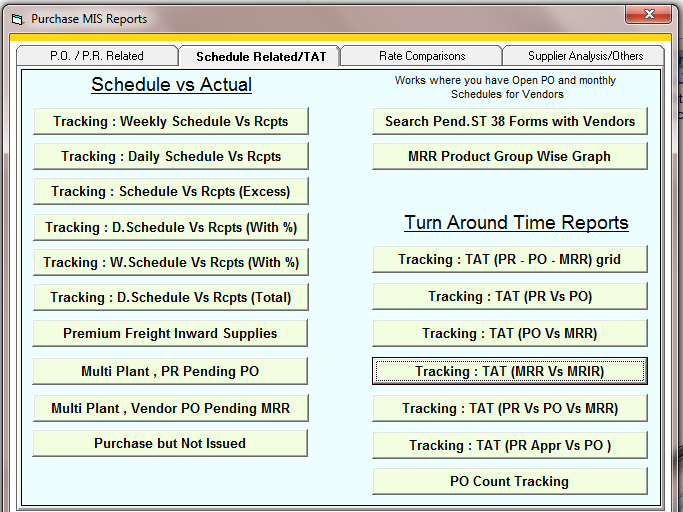 Purchase MIS Reports
P.O. / P.R. Related
Schedule Related/TAT
Rate Comparisons
Supplier Analysis/Others
Schedule vs Actual
Tracking : Weekly Schedule Vs Rcpts
Tracking : Daily Schedule Vs Rcpts
Tracking : Schedule Vs Rcpts (Excess)
Tracking : D.Schedule Vs Rcpts (With %)
Tracking : W.Schedule Vs Rcpts (With %)
Tracking : D.Schedule Vs Rcpts (Total)
Premium Freight Inward Supplies
Multi Plant , PR Pending PO
Multi Plant , Vendor PO Pending MRR
Purchase but Not Issued
Works where you have Open PO and monthly
Schedules for Vendors
Search Pend.ST 38 Forms with Vendors
MRR Product Group Wise Graph
Turn Around Time Reports
Tracking : TAT (PR - PO - MRR) grid
Tracking : TAT (PR Vs PO)
Tracking : TAT (PO Vs MRR)
Tracking : TAT (MRR Vs MRIR)
Tracking : TAT (PR Vs PO Vs MRR)
Tracking : TAT (PR Appr Vs PO )
PO Count Tracking